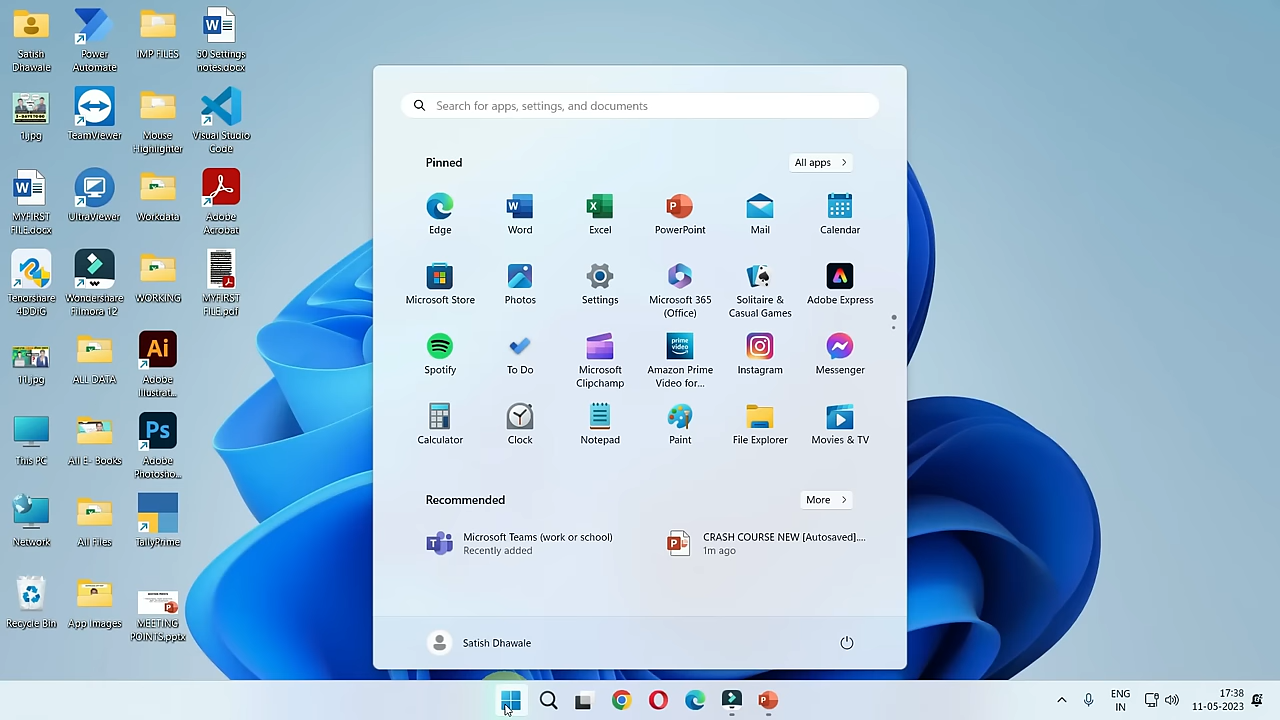 Satish
Dhawale
Power
Automate
IMP FILES
50 Settings
notes.docx
1.jpg
TeamViewer
Mouse
Highlighter
Visual Studio
Code
MYFIRST
FILE.docx
UltraViewer
Workdata
Adobe
Acrobat
Tenorshare
4DDiG
Wondershare
Filmora 12
WORKING
MYFIRST
FILE.pdf
11.jpg
ALL DATA
Adobe
Illustrat...
This PC
All E- Books
Adobe
Photosho...
Network
All Files
TallyPrime
Recycle Bin
App Images
MEETING
POINTS.pptx
Search for apps, settings, and documents
Pinned
All apps
Edge
Word
Excel
PowerPoint
Mail
Calendar
Microsoft Store
Photos
Settings
Microsoft 365
(Office)
Solitaire &
Casual Games
Adobe Express
Spotify
To Do
Microsoft
Clipchamp
prime
video
Amazon Prime
Video for...
Instagram
Messenger
Calculator
Clock
Notepad
Paint
File Explorer
Movies & TV
Recommended
More
Microsoft Teams (work or school)
Recently added
CRASH COURSE NEW [Autosaved]....
1m ago
Satish Dhawale
ENG
IN
17:38
11-05-2023